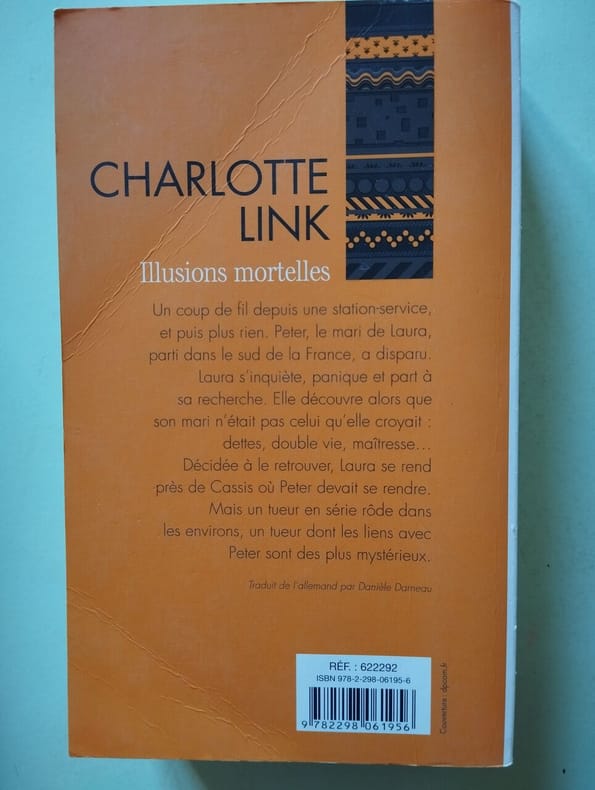 CHARLOTTE
LINK
Illusions mortelles
Un coup de fil depuis une station-service,
et puis plus rien. Peter, le mari de Laura,
parti dans le sud de la France, a disparu.
Laura s'inquiète, panique et part à
sa recherche. Elle découvre alors que
son mari n'était pas celui qu'elle croyait :
dettes, double vie, maîtresse...
Décidée à le retrouver, Laura se rend
près de Cassis où Peter devait se rendre.
Mais un tueur en série rôde dans
les environs, un tueur dont les liens avec
Peter sont des plus mystérieux.
Traduit de l'allemand par Danièle Darneau
RÉF. : 622292
ISBN 978-2-298-06195-6
9 782298 061956
Couverture : dpcom.fr